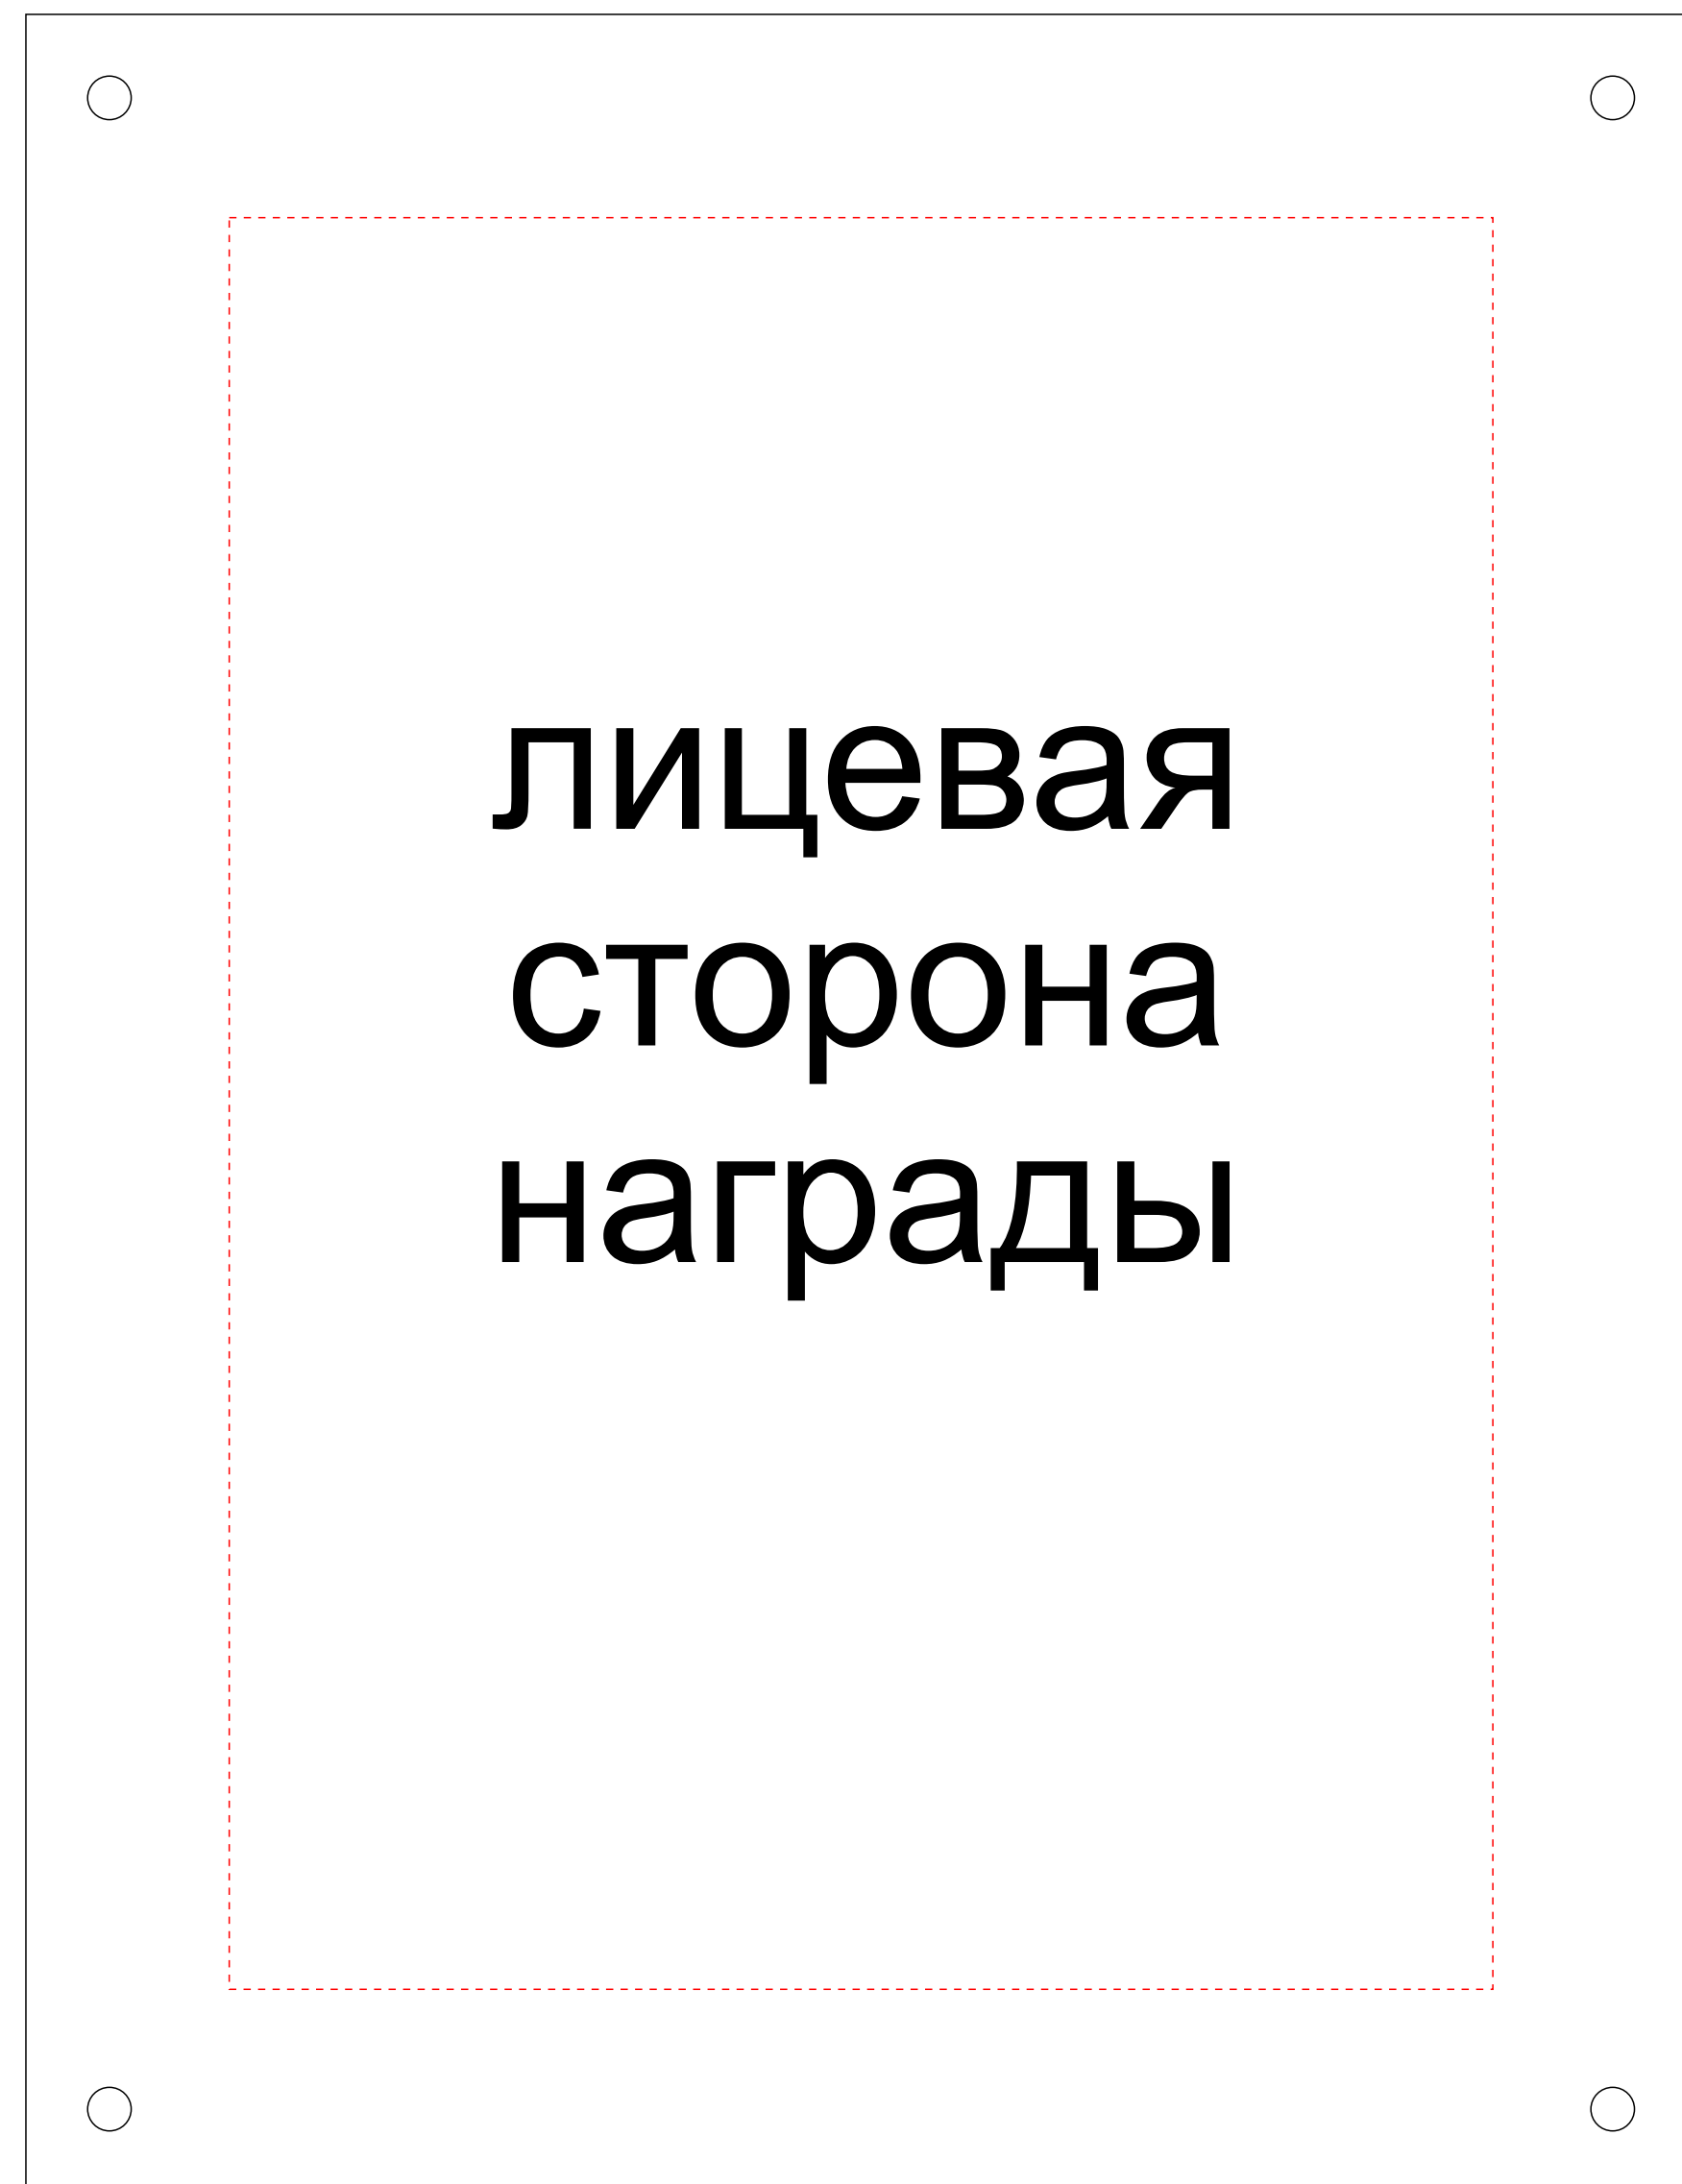 лицевая
сторона
награды